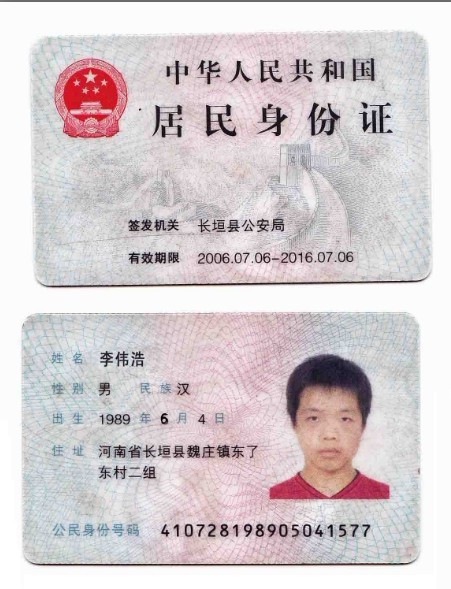 中华人民共和国
居民身份证
签发机关 长垣县公安局
有效期限 2006.07.06-2016.07.06
姓名 李伟浩
性别 男 民族 汉
出生 1989 年 6 月 4 日
住址 河南省长垣县魏庄镇东了
东村二组
公民身份号码 410728198905041577